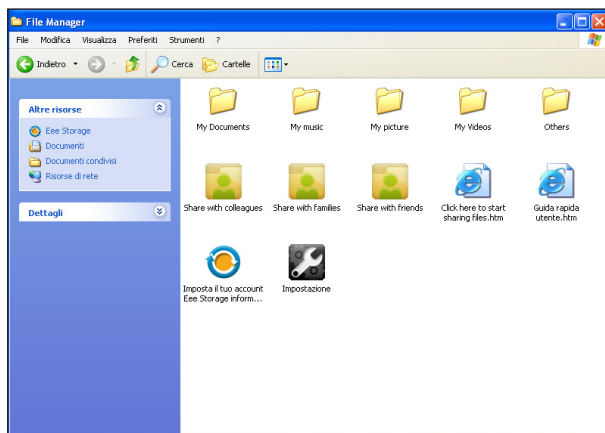 File Manager
File Modifica Visualizza Preferiti Strumenti ?
Indietro Cerca Cartelle
Altre risorse
Eee Storage
Documenti
Documenti condivisi
Risorse di rete
Dettagli
My Documents My music My picture My Videos Others
Share with colleagues Share with families Share with friends Click here to start Guida rapida
sharing files.htm utente.htm
Imposta il tuo account Impostazione
Eee Storage inform...